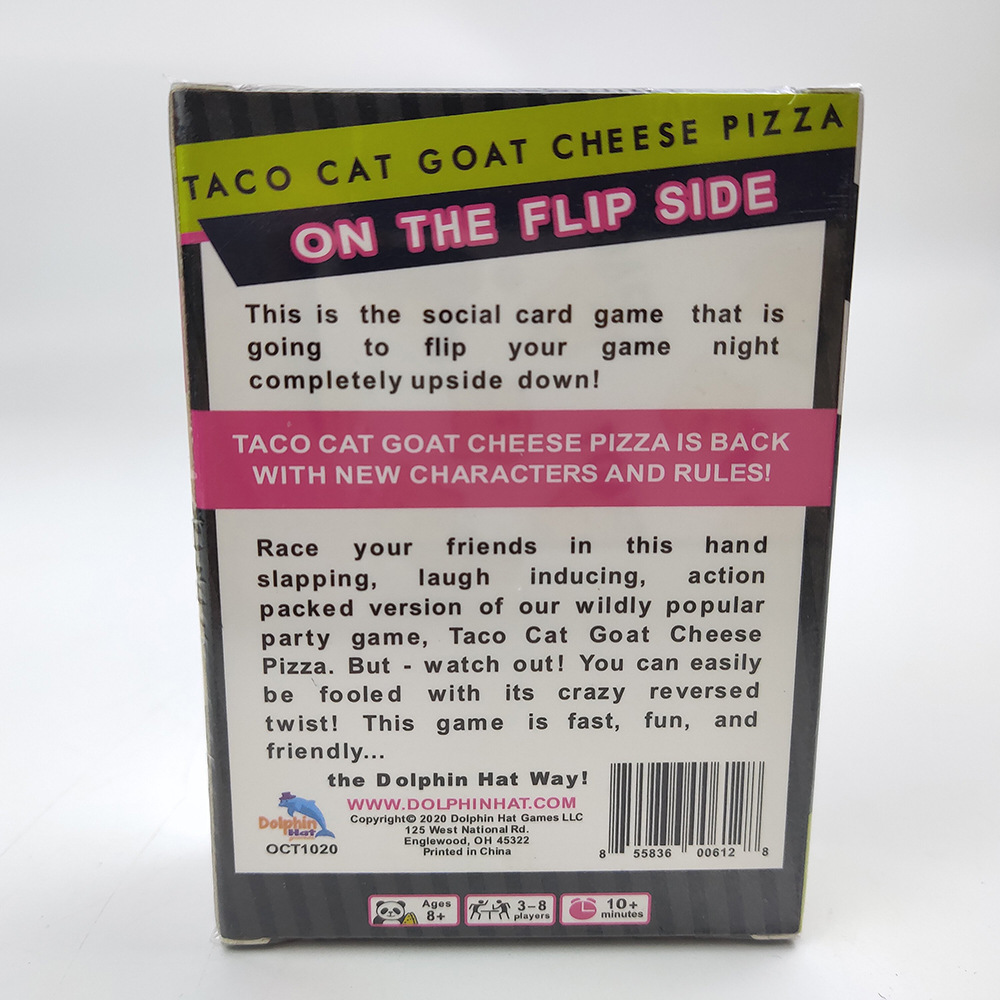 TACO CAT GOAT CHEESE PIZZA
ON THE FLIP SIDE
This is the social card game that is
going to flip your game night
completely upside down!
TACO CAT GOAT CHEESE PIZZA IS BACK
WITH NEW CHARACTERS AND RULES!
Race your friends in this hand
slapping, laugh inducing, action
packed version of our wildly popular
party game, Taco Cat Goat Cheese
Pizza. But - watch out! You can easily
be fooled with its crazy reversed
twist! This game is fast, fun, and
friendly...
the Dolphin Hat Way!
WWW.DOLPHINHAT.COM
Copyright© 2020 Dolphin Hat Games LLC
125 West National Rd.
Englewood, OH 45322
Printed in China
Dolphin
Hat
OCT1020
8 55836 00612 8
Ages
8+
3-8
players
10+
minutes